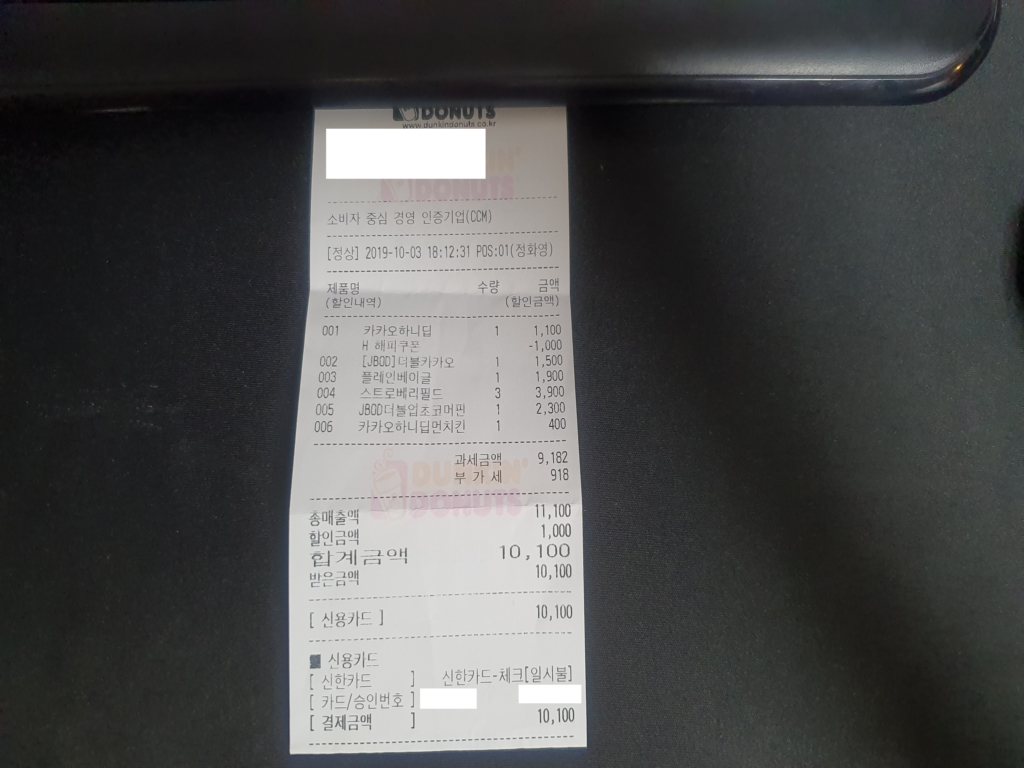 DONUTS
www.dunkindonuts.co.kr
DUNKIN'
DONUTS
소비자 중심 경영 인증기업(CCM)
[정상] 2019-10-03 18:12:31 POS:01(정화영)
제품명 수량 금액
(할인내역) (할인금액)
001 카카오하니딥 1 1,100
H 해피쿠폰 -1,000
002 [JBOD]더블카카오 1 1,500
003 플레인베이글 1 1,900
004 스트로베리필드 3 3,900
005 JBOD더블업초코머핀 1 2,300
006 카카오하니딥먼치킨 1 400
과세금액 9,182
부 가 세 918
DUNKIN'
DONUTS
총매출액 11,100
할인금액 1,000
합계금액 10,100
받은금액 10,100
[ 신용카드 ] 10,100
■ 신용카드
[ 신한카드 ] 신한카드-체크[일시불]
[ 카드/승인번호 ]
[ 결제금액 ] 10,100